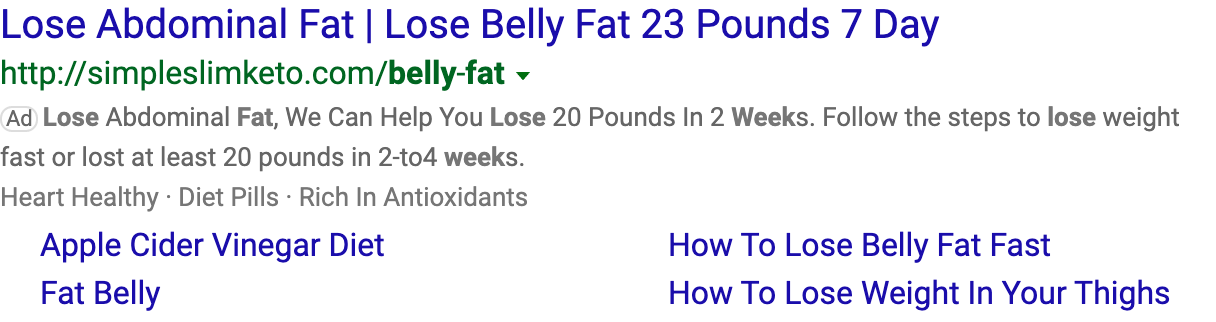 Lose Abdominal Fat | Lose Belly Fat 23 Pounds 7 Day
http://simpleslimketo.com/belly-fat
Ad Lose Abdominal Fat, We Can Help You Lose 20 Pounds In 2 Weeks. Follow the steps to lose weight
fast or lost at least 20 pounds in 2-to4 weeks.
Heart Healthy · Diet Pills · Rich In Antioxidants
Apple Cider Vinegar Diet
How To Lose Belly Fat Fast
Fat Belly
How To Lose Weight In Your Thighs